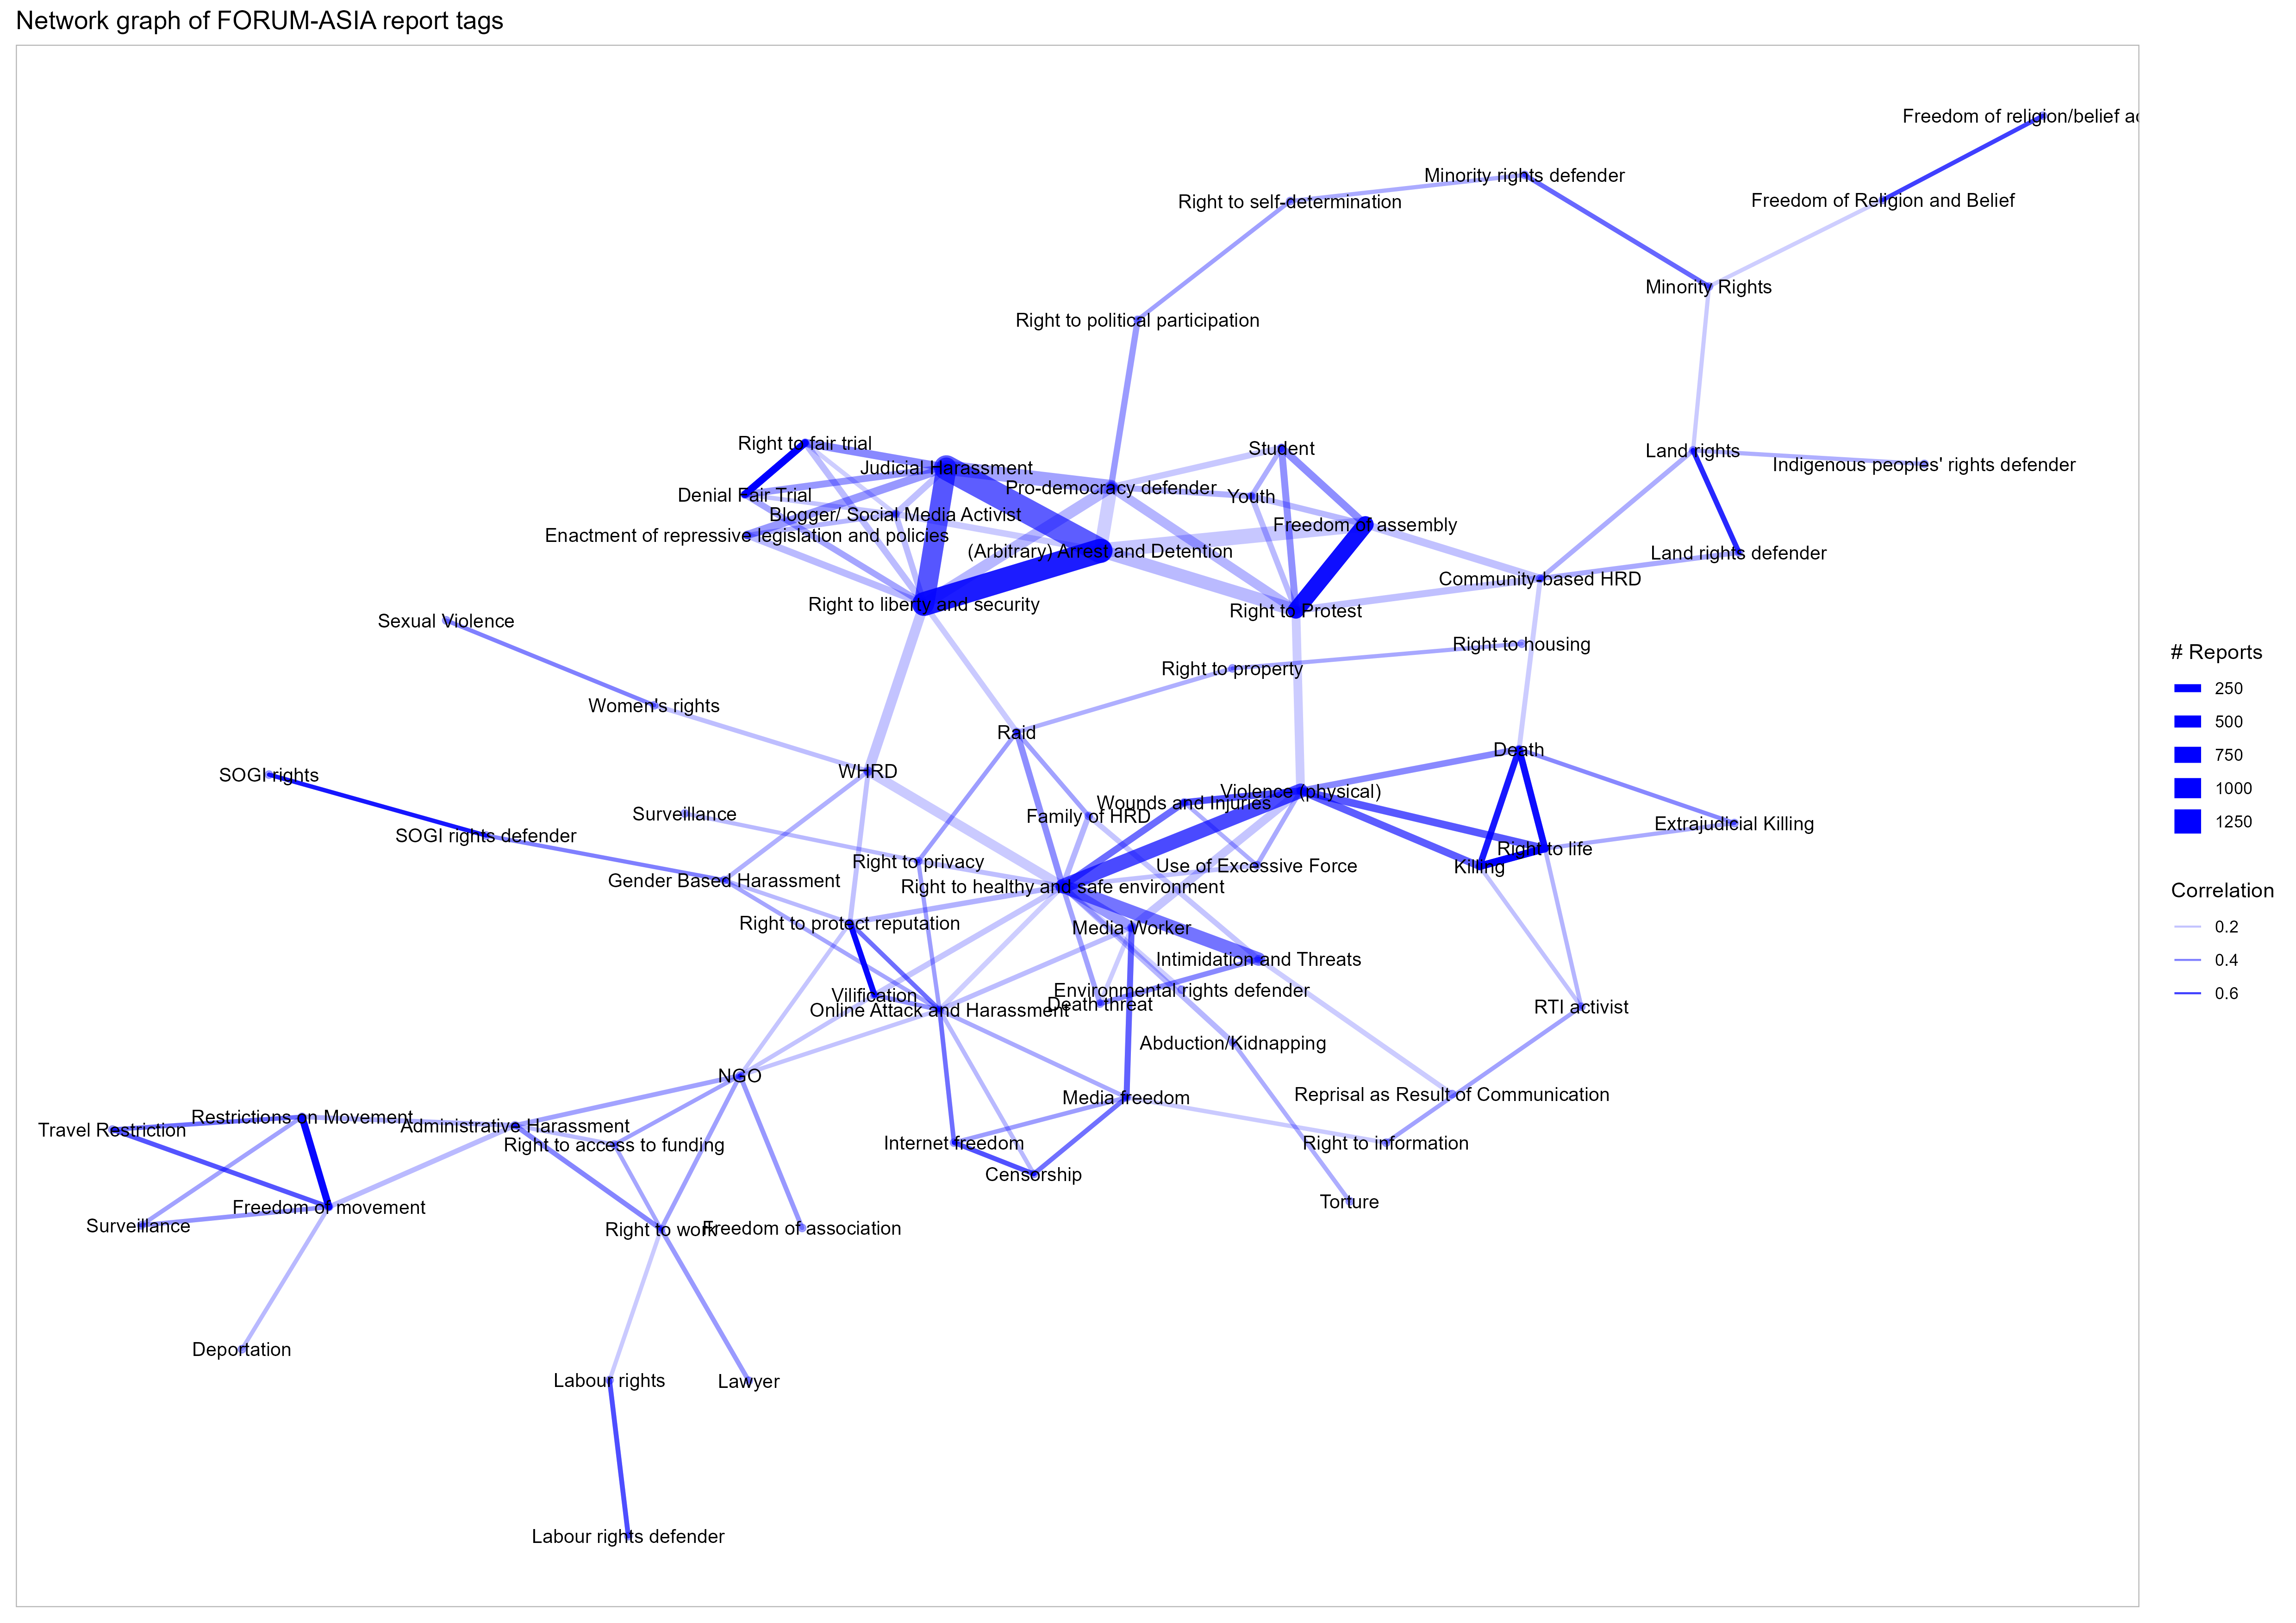 Network graph of FORUM-ASIA report tags
Freedom of religion/belief ac
Minority rights defender
Right to self-determination
Freedom of Religion and Belief
Minority Rights
Right to political participation
Right to fair trial
Student
Land rights
Judicial Harassment
Indigenous peoples' rights defender
Pro-democracy defender
Denial Fair Trial
Youth
Blogger/ Social Media Activist
Freedom of assembly
Enactment of repressive legislation and policies
(Arbitrary) Arrest and Detention
Land rights defender
Community-based HRD
Right to liberty and security
Right to Protest
Sexual Violence
Right to housing
Right to property
Women's rights
Raid
Death
WHRD
SOGI rights
Violence (physical)
Wounds and Injuries
Surveillance
Family of HRD
Extrajudicial Killing
SOGI rights defender
Right to life
Right to privacy
Use of Excessive Force
Killing
Gender Based Harassment
Right to healthy and safe environment
Right to protect reputation
Media Worker
Intimidation and Threats
Environmental rights defender
Vilification
Death threat
Online Attack and Harassment
RTI activist
Abduction/Kidnapping
NGO
Reprisal as Result of Communication
Media freedom
Restrictions on Movement
Administrative Harassment
Travel Restriction
Right to access to funding
Internet freedom
Right to information
Censorship
Torture
Freedom of movement
Surveillance
Right to work
Freedom of association
Deportation
Labour rights
Lawyer
Labour rights defender
# Reports
250
500
750
1000
1250
Correlation
0.2
0.4
0.6